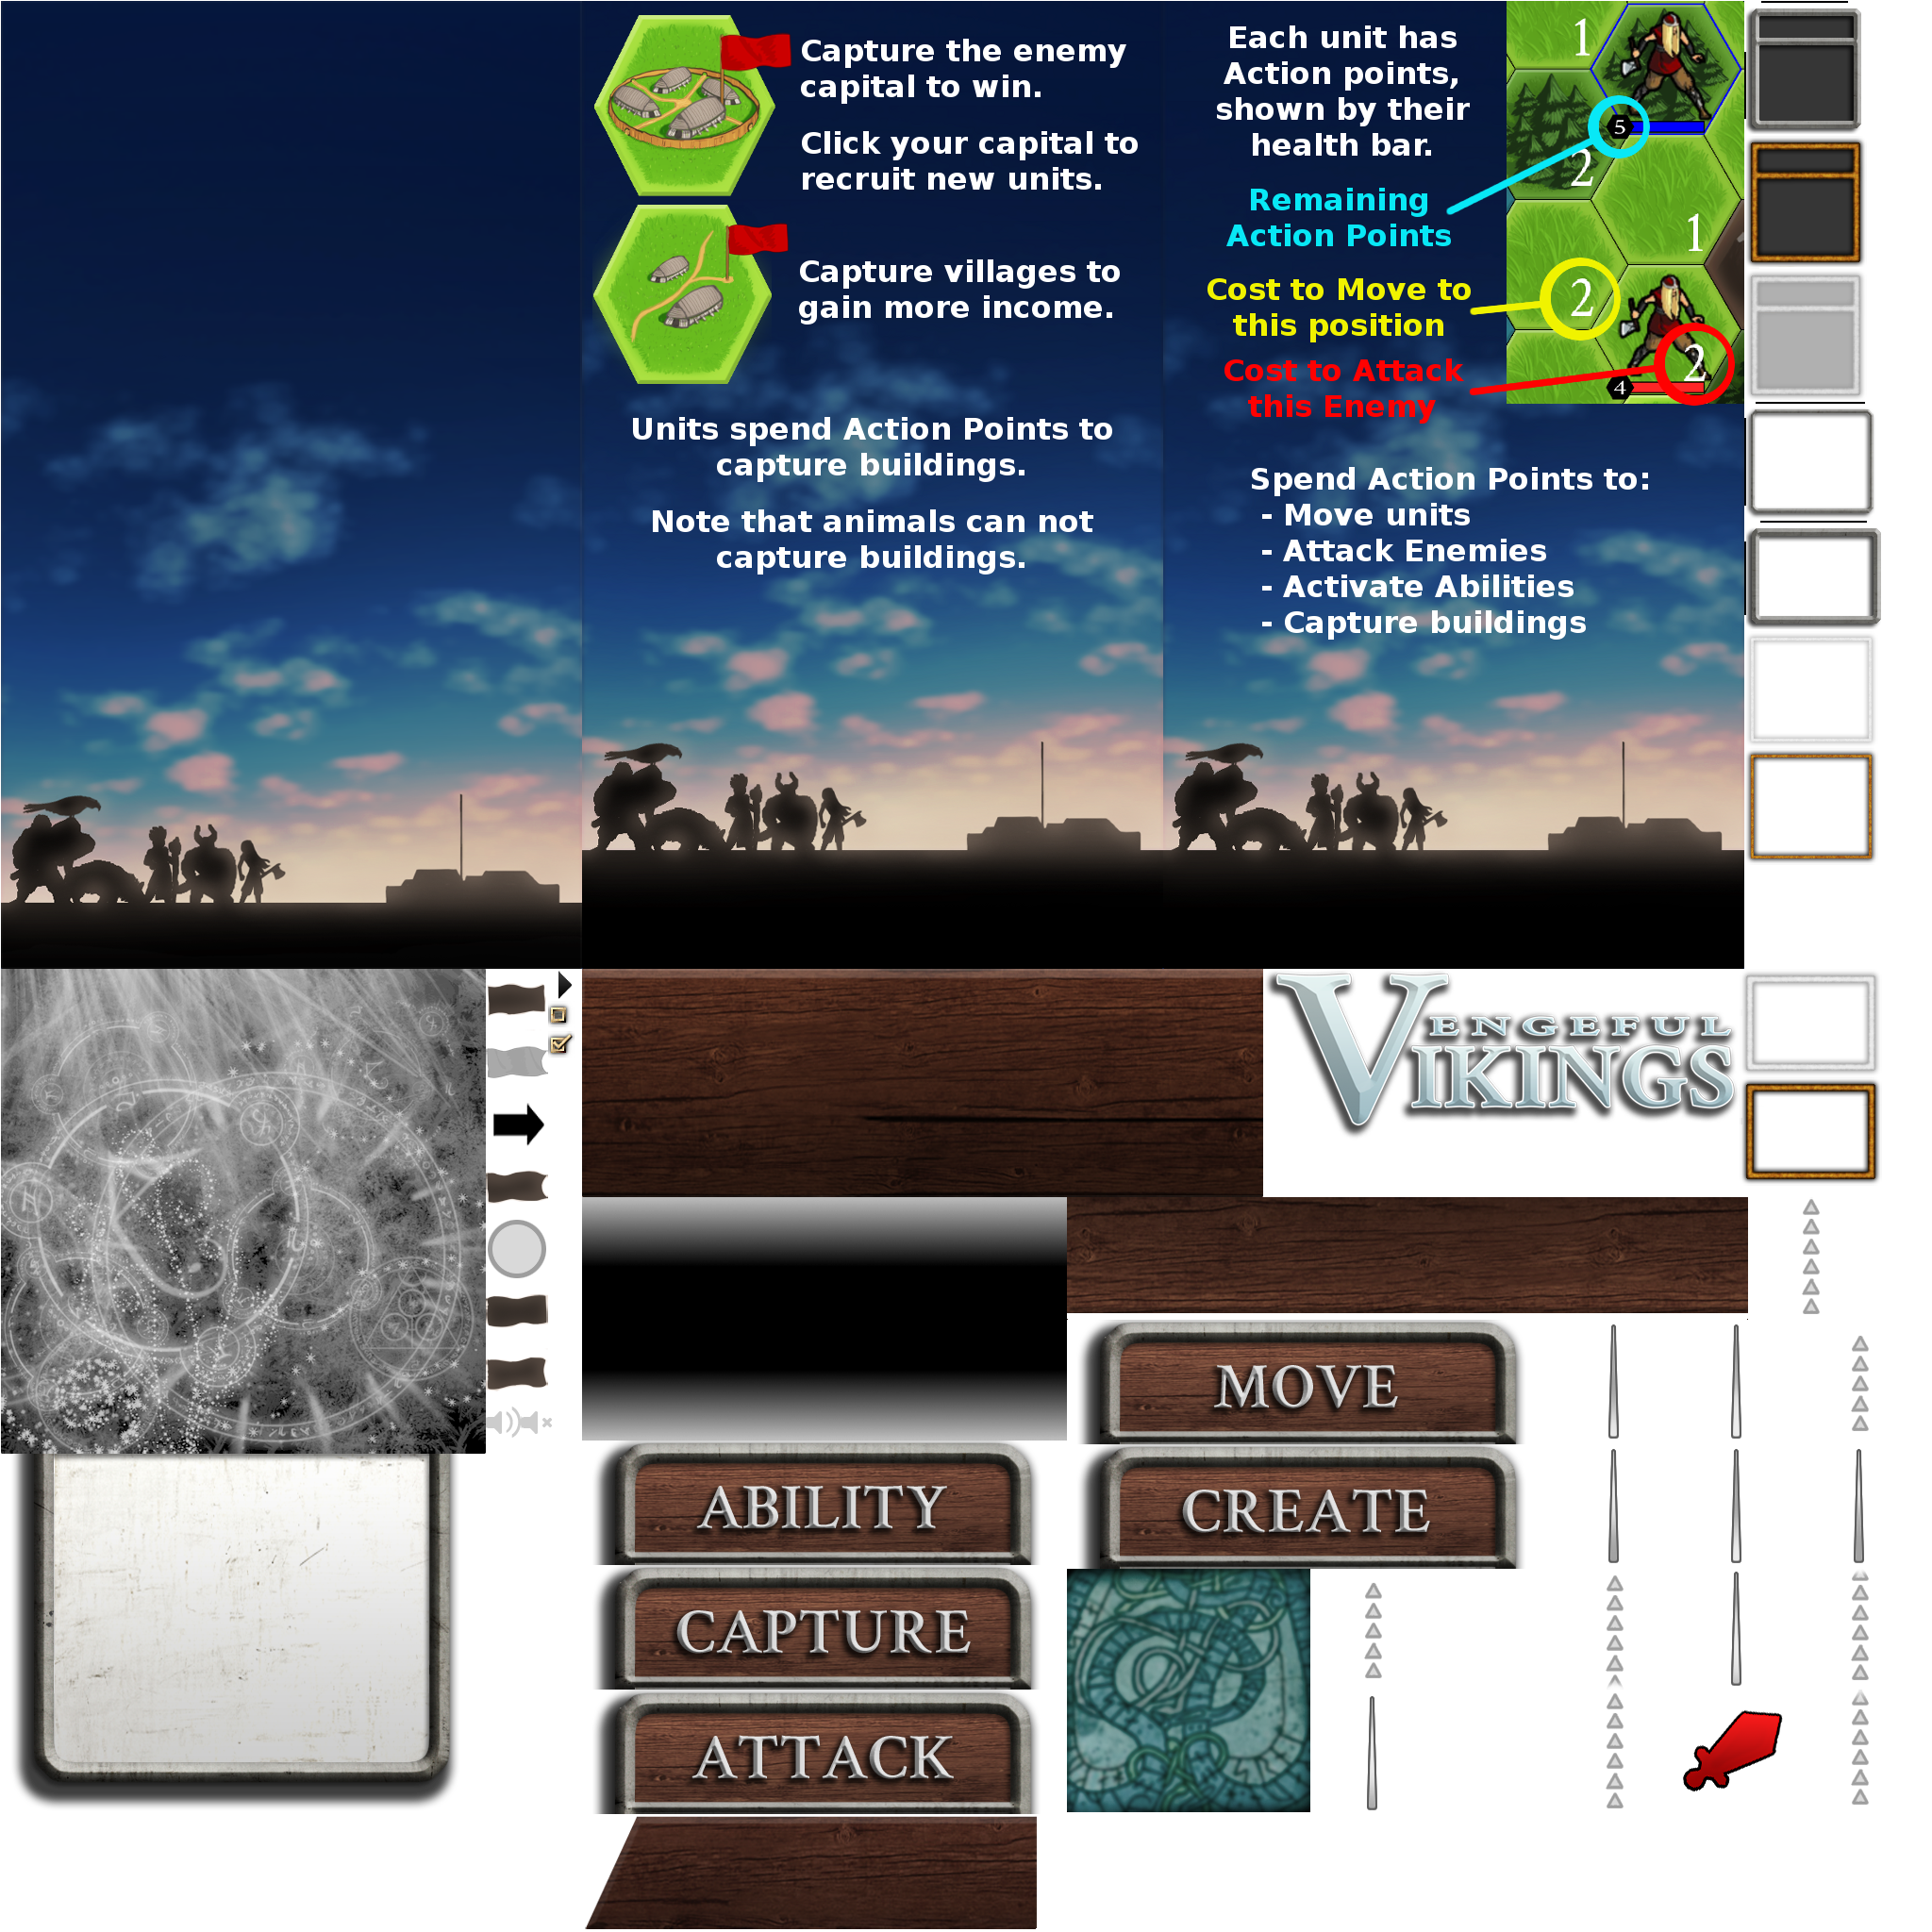 Capture the enemy
capital to win.
Click your capital to
recruit new units.
Capture villages to
gain more income.
Units spend Action Points to
capture buildings.
Note that animals can not
capture buildings.
Each unit has
Action points,
shown by their
health bar.
Remaining
Action Points
Cost to Move to
this position
Cost to Attack
this Enemy
1
5
2
1
2
2
4
Spend Action Points to:
- Move units
- Attack Enemies
- Activate Abilities
- Capture buildings
VENGEFUL
VIKINGS
MOVE
ABILITY
CREATE
CAPTURE
ATTACK